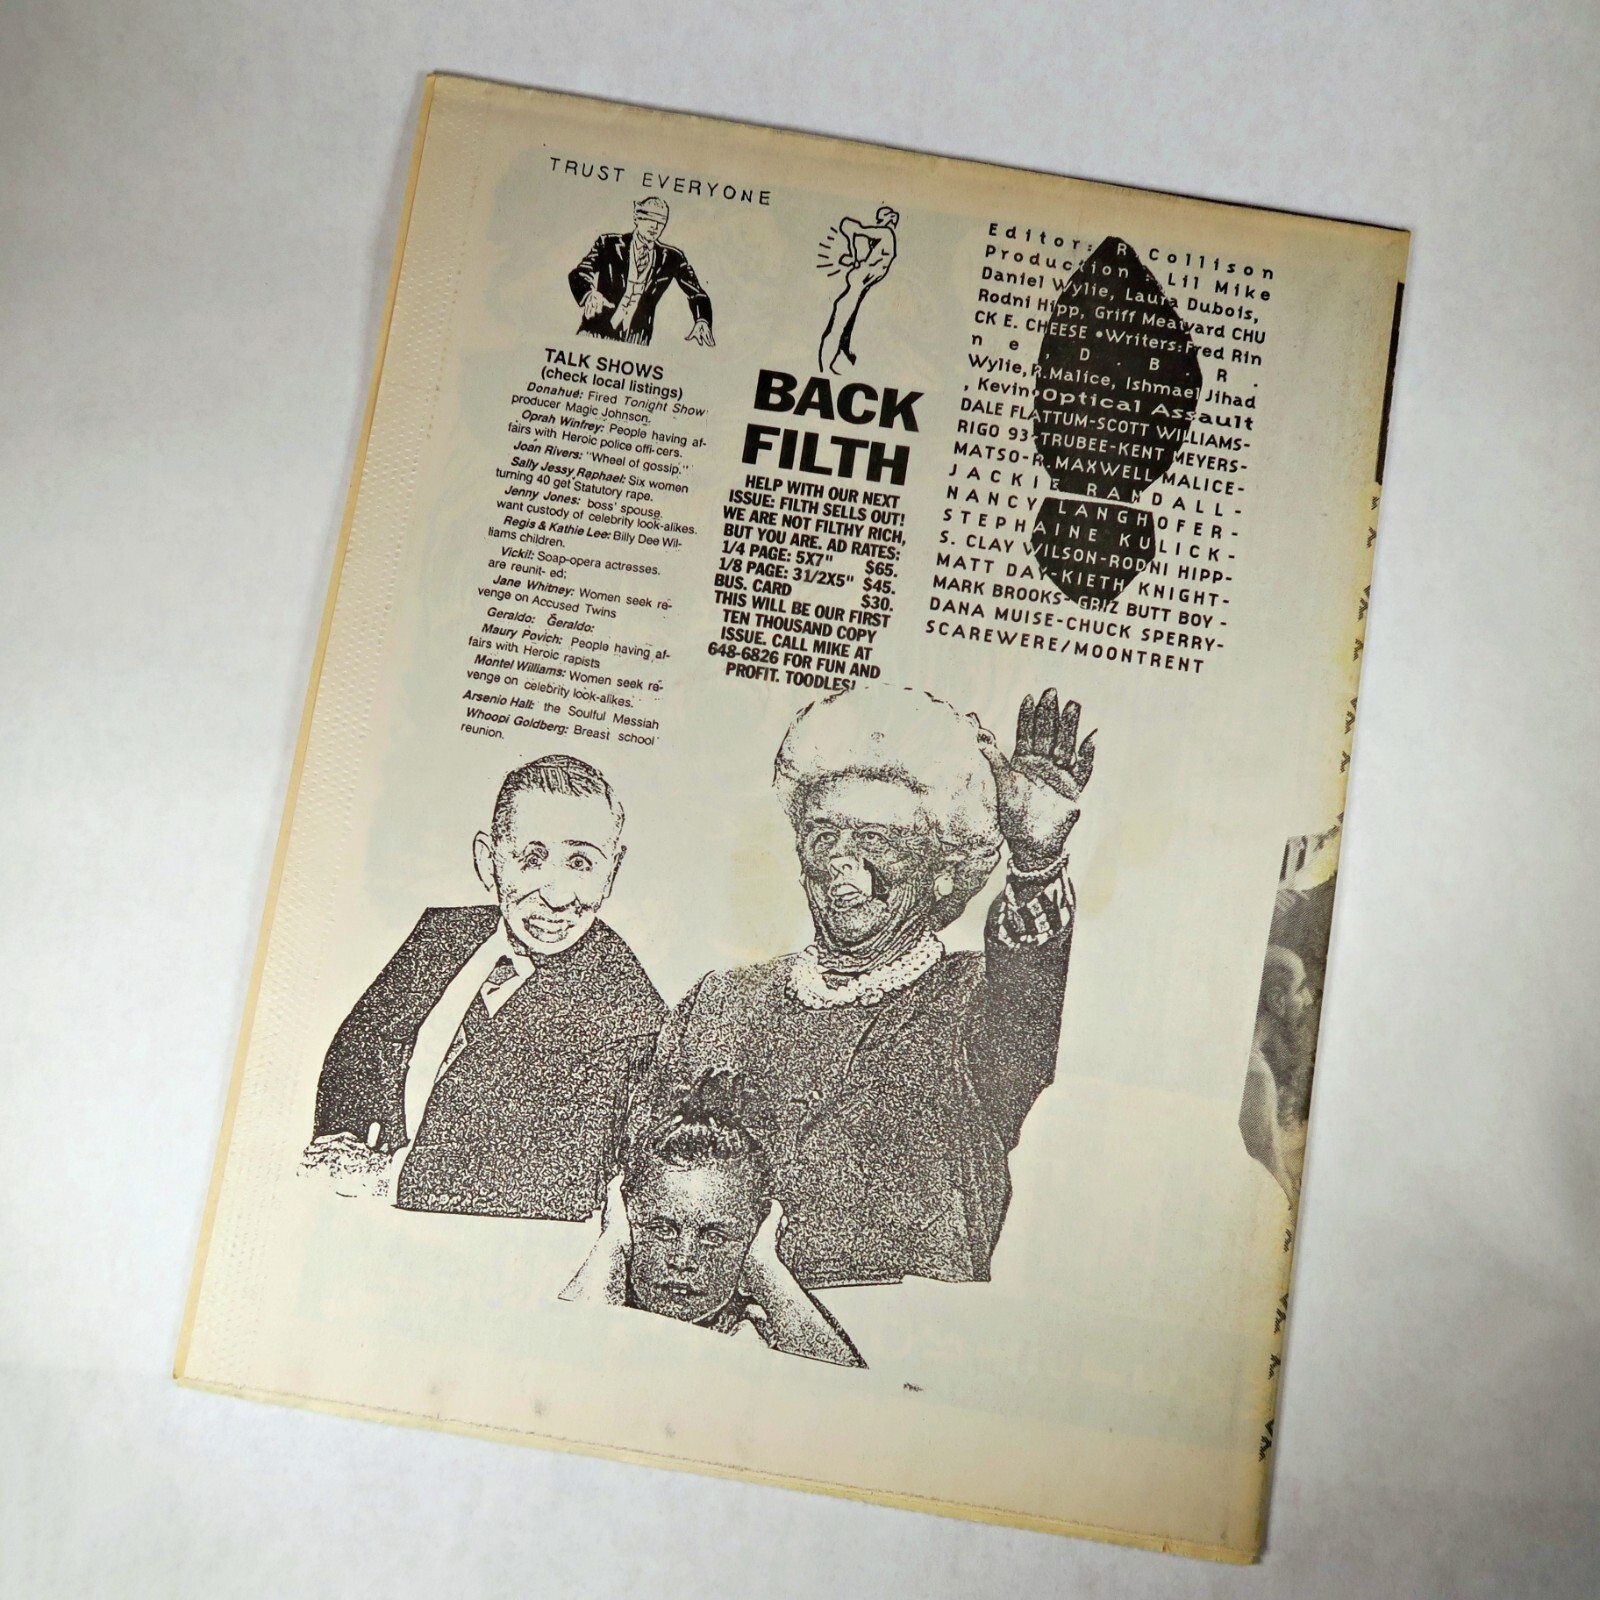 TRUST EVERYONE
TALK SHOWS
(check local listings)
Donahue: Fired Tonight Show
producer Magic Johnson.
Oprah Winfrey: People having af-
fairs with Heroic police offi-cers.
Joan Rivers: "Wheel of gossip."
Sally Jessy Raphael: Six women
turning 40 get Statutory rape.
Jenny Jones: boss' spouse
want custody of celebrity look-alikes.
Regis & Kathie Lee: Billy Dee Wil-
liams children.
Vicki!: Soap-opera actresses.
are reunit- ed;
Jane Whitney: Women seek re-
venge on Accused Twins
Geraldo: Geraldo:
Maury Povich: People having af-
fairs with Heroic rapists
Montel Williams: Women seek re-
venge on celebrity look-alikes.
Arsenio Hall: the Soulful Messiah
Whoopi Goldberg: Breast school
reunion.
BACK
FILTH
HELP WITH OUR NEXT
ISSUE: FILTH SELLS OUT!
WE ARE NOT FILTHY RICH,
BUT YOU ARE. AD RATES:
1/4 PAGE: 5X7" $65.
1/8 PAGE: 31/2X5" $45.
BUS. CARD $30.
THIS WILL BE OUR FIRST
TEN THOUSAND COPY
ISSUE. CALL MIKE AT
648-6826 FOR FUN AND
PROFIT. TOODLES!
Editor: R Collison
Production: Lil Mike
Daniel Wylie, Laura Dubois,
Rodni Hipp, Griff Meatyard CHU
CK E. CHEESE •Writers: Fred Rin
n e , D . B . R .
Wylie, R.Malice, Ishmael Jihad
, Kevin•Optical Assault
DALE FLATTUM-SCOTT WILLIAMS-
RIGO 93-TRUBEE-KENT MEYERS-
MATSO-R.MAXWELL MALICE-
JACKIE RANDALL-
NANCY LANGHOFER-
STEPHAINE KULICK-
S. CLAY WILSON-RODNI HIPP-
MATT DAY-KIETH KNIGHT-
MARK BROOKS-GRIZ BUTT BOY -
DANA MUISE-CHUCK SPERRY-
SCAREWERE/MOONTRENT